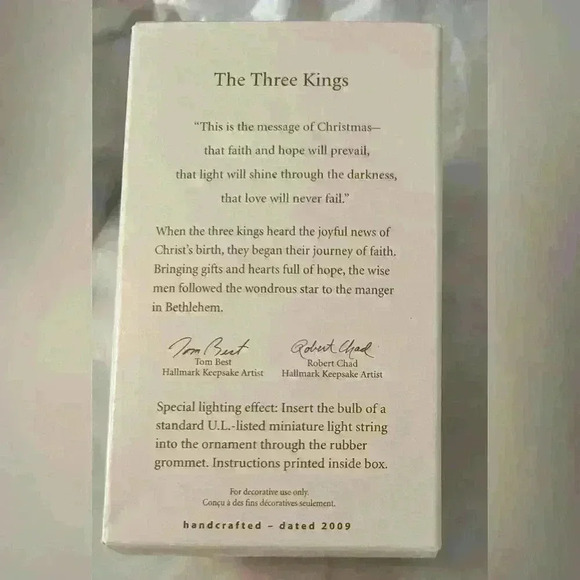 The Three Kings
“This is the message of Christmas—
that faith and hope will prevail,
that light will shine through the darkness,
that love will never fail.”
When the three kings heard the joyful news of
Christ's birth, they began their journey of faith.
Bringing gifts and hearts full of hope, the wise
men followed the wondrous star to the manger
in Bethlehem.
Tom Best Robert Chad
Tom Best Robert Chad
Hallmark Keepsake Artist Hallmark Keepsake Artist
Special lighting effect: Insert the bulb of a
standard U.L.-listed miniature light string
into the ornament through the rubber
grommet. Instructions printed inside box.
For decorative use only.
Conçu à des fins décoratives seulement.
handcrafted – dated 2009